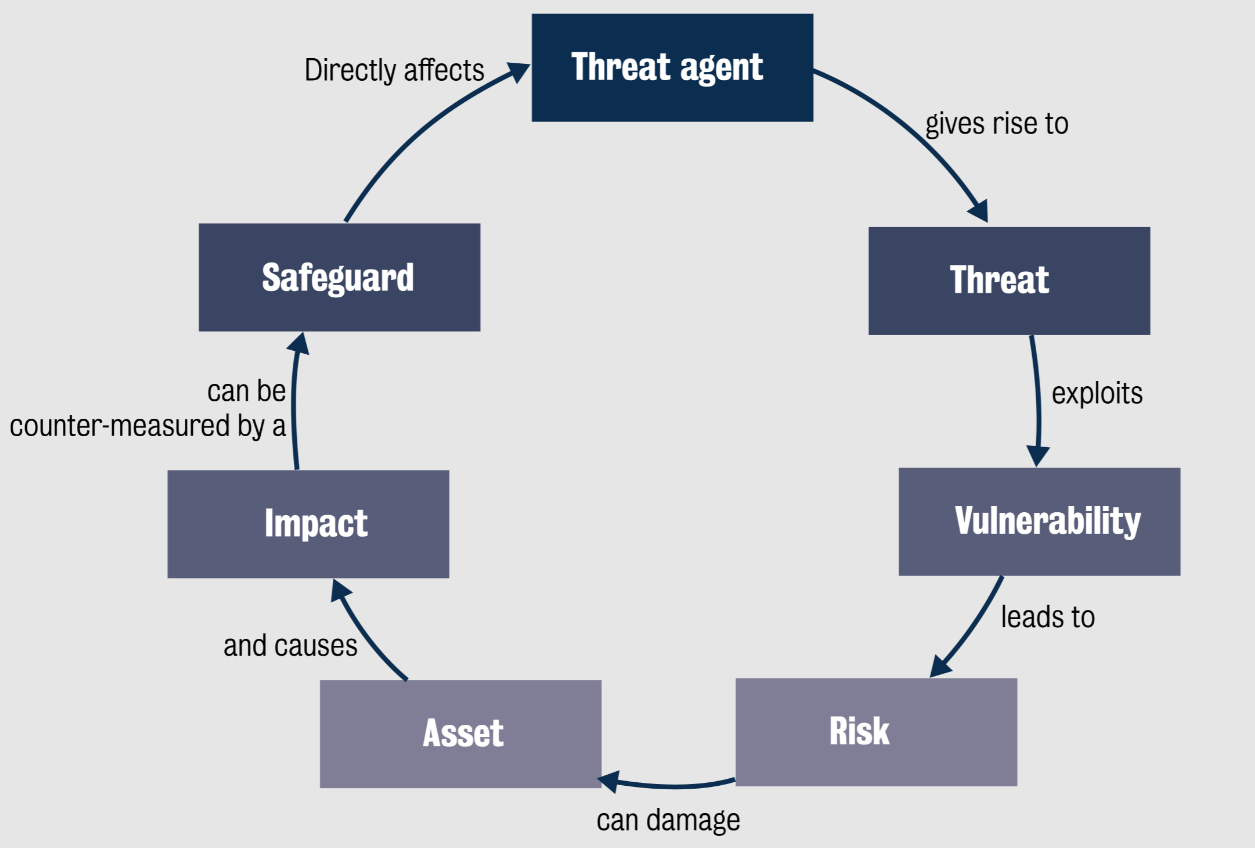 Threat agent
gives rise to
Threat
exploits
Vulnerability
leads to
Risk
can damage
Asset
and causes
Impact
can be
counter-measured by a
Safeguard
Directly affects